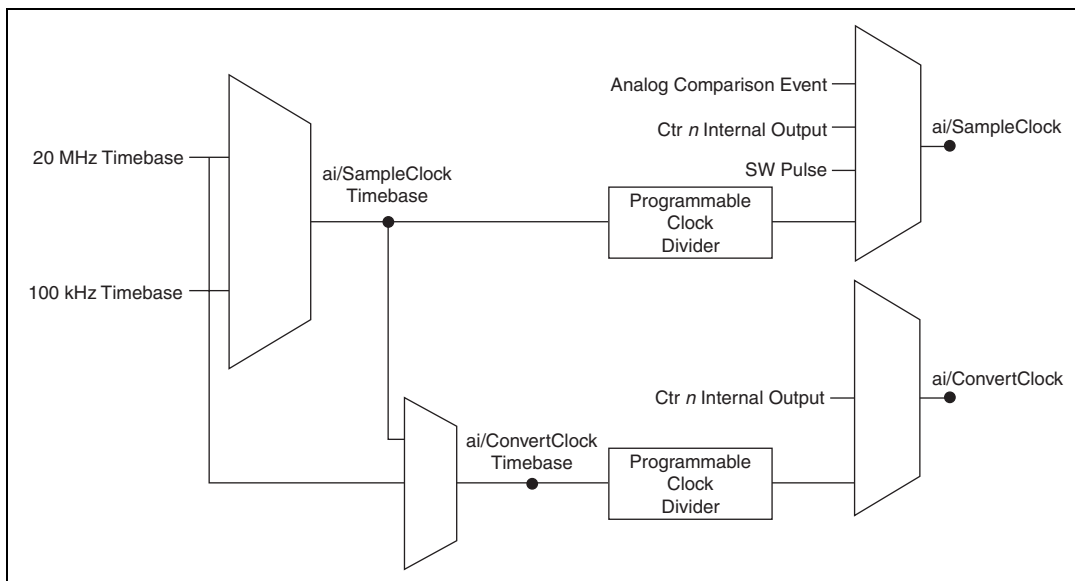 Analog Comparison Event
Ctr n Internal Output
ai/SampleClock
20 MHz Timebase
ai/SampleClock
Timebase
SW Pulse
Programmable
Clock
Divider
100 kHz Timebase
ai/ConvertClock
Ctr n Internal Output
ai/ConvertClock
Timebase
Programmable
Clock
Divider